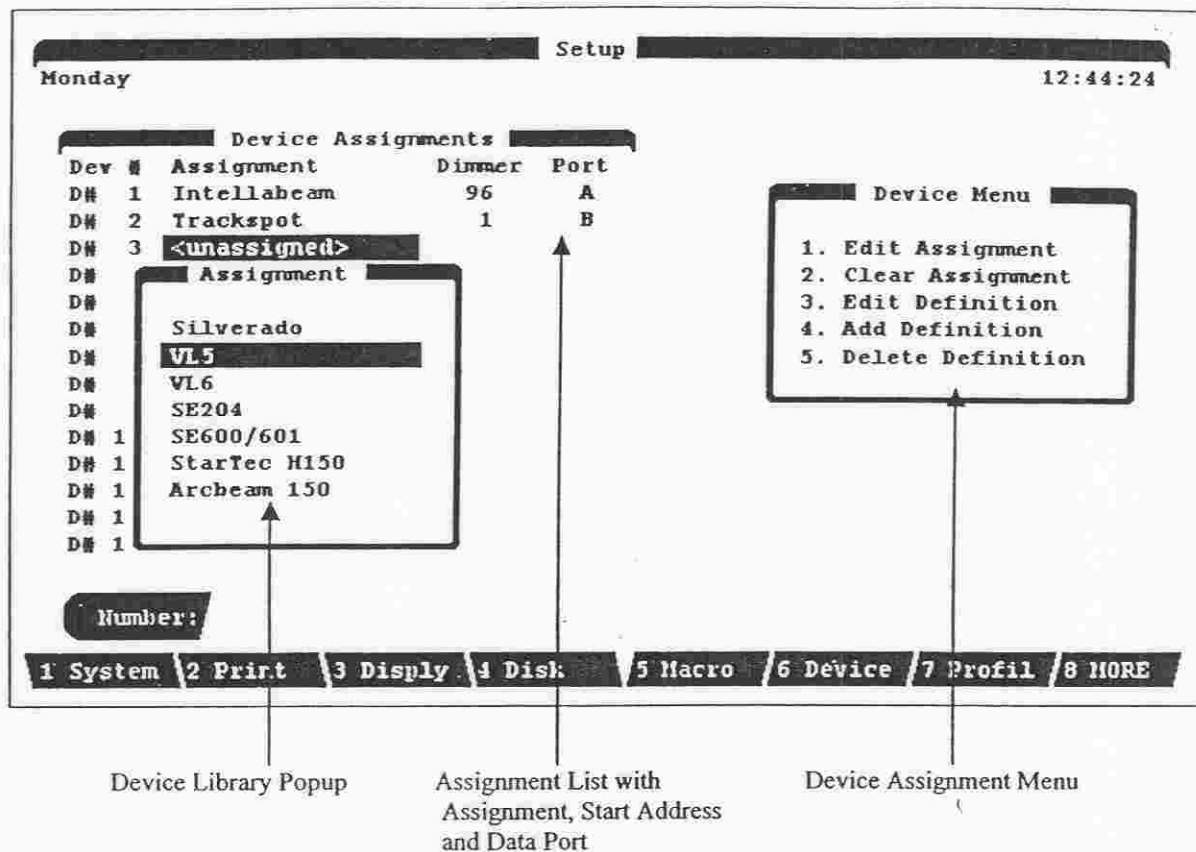 Setup
Monday 12:44:24
Device Assignments
Dev # Assignment Dimmer Port
D# 1 Intellabeam 96 A
D# 2 Trackspot 1 B
D# 3 <unassigned>
D#
D#
D#
D#
D#
D#
D# 1
D# 1
D# 1
D# 1
D# 1
Assignment
Silverado
VL5
VL6
SE204
SE600/601
StarTec H150
Arcbeam 150
Device Menu
1. Edit Assignment
2. Clear Assignment
3. Edit Definition
4. Add Definition
5. Delete Definition
Number:
1 System 2 Print 3 Disply 4 Disk 5 Macro 6 Device 7 Profil 8 MORE
Device Library Popup
Assignment List with
Assignment, Start Address
and Data Port
Device Assignment Menu